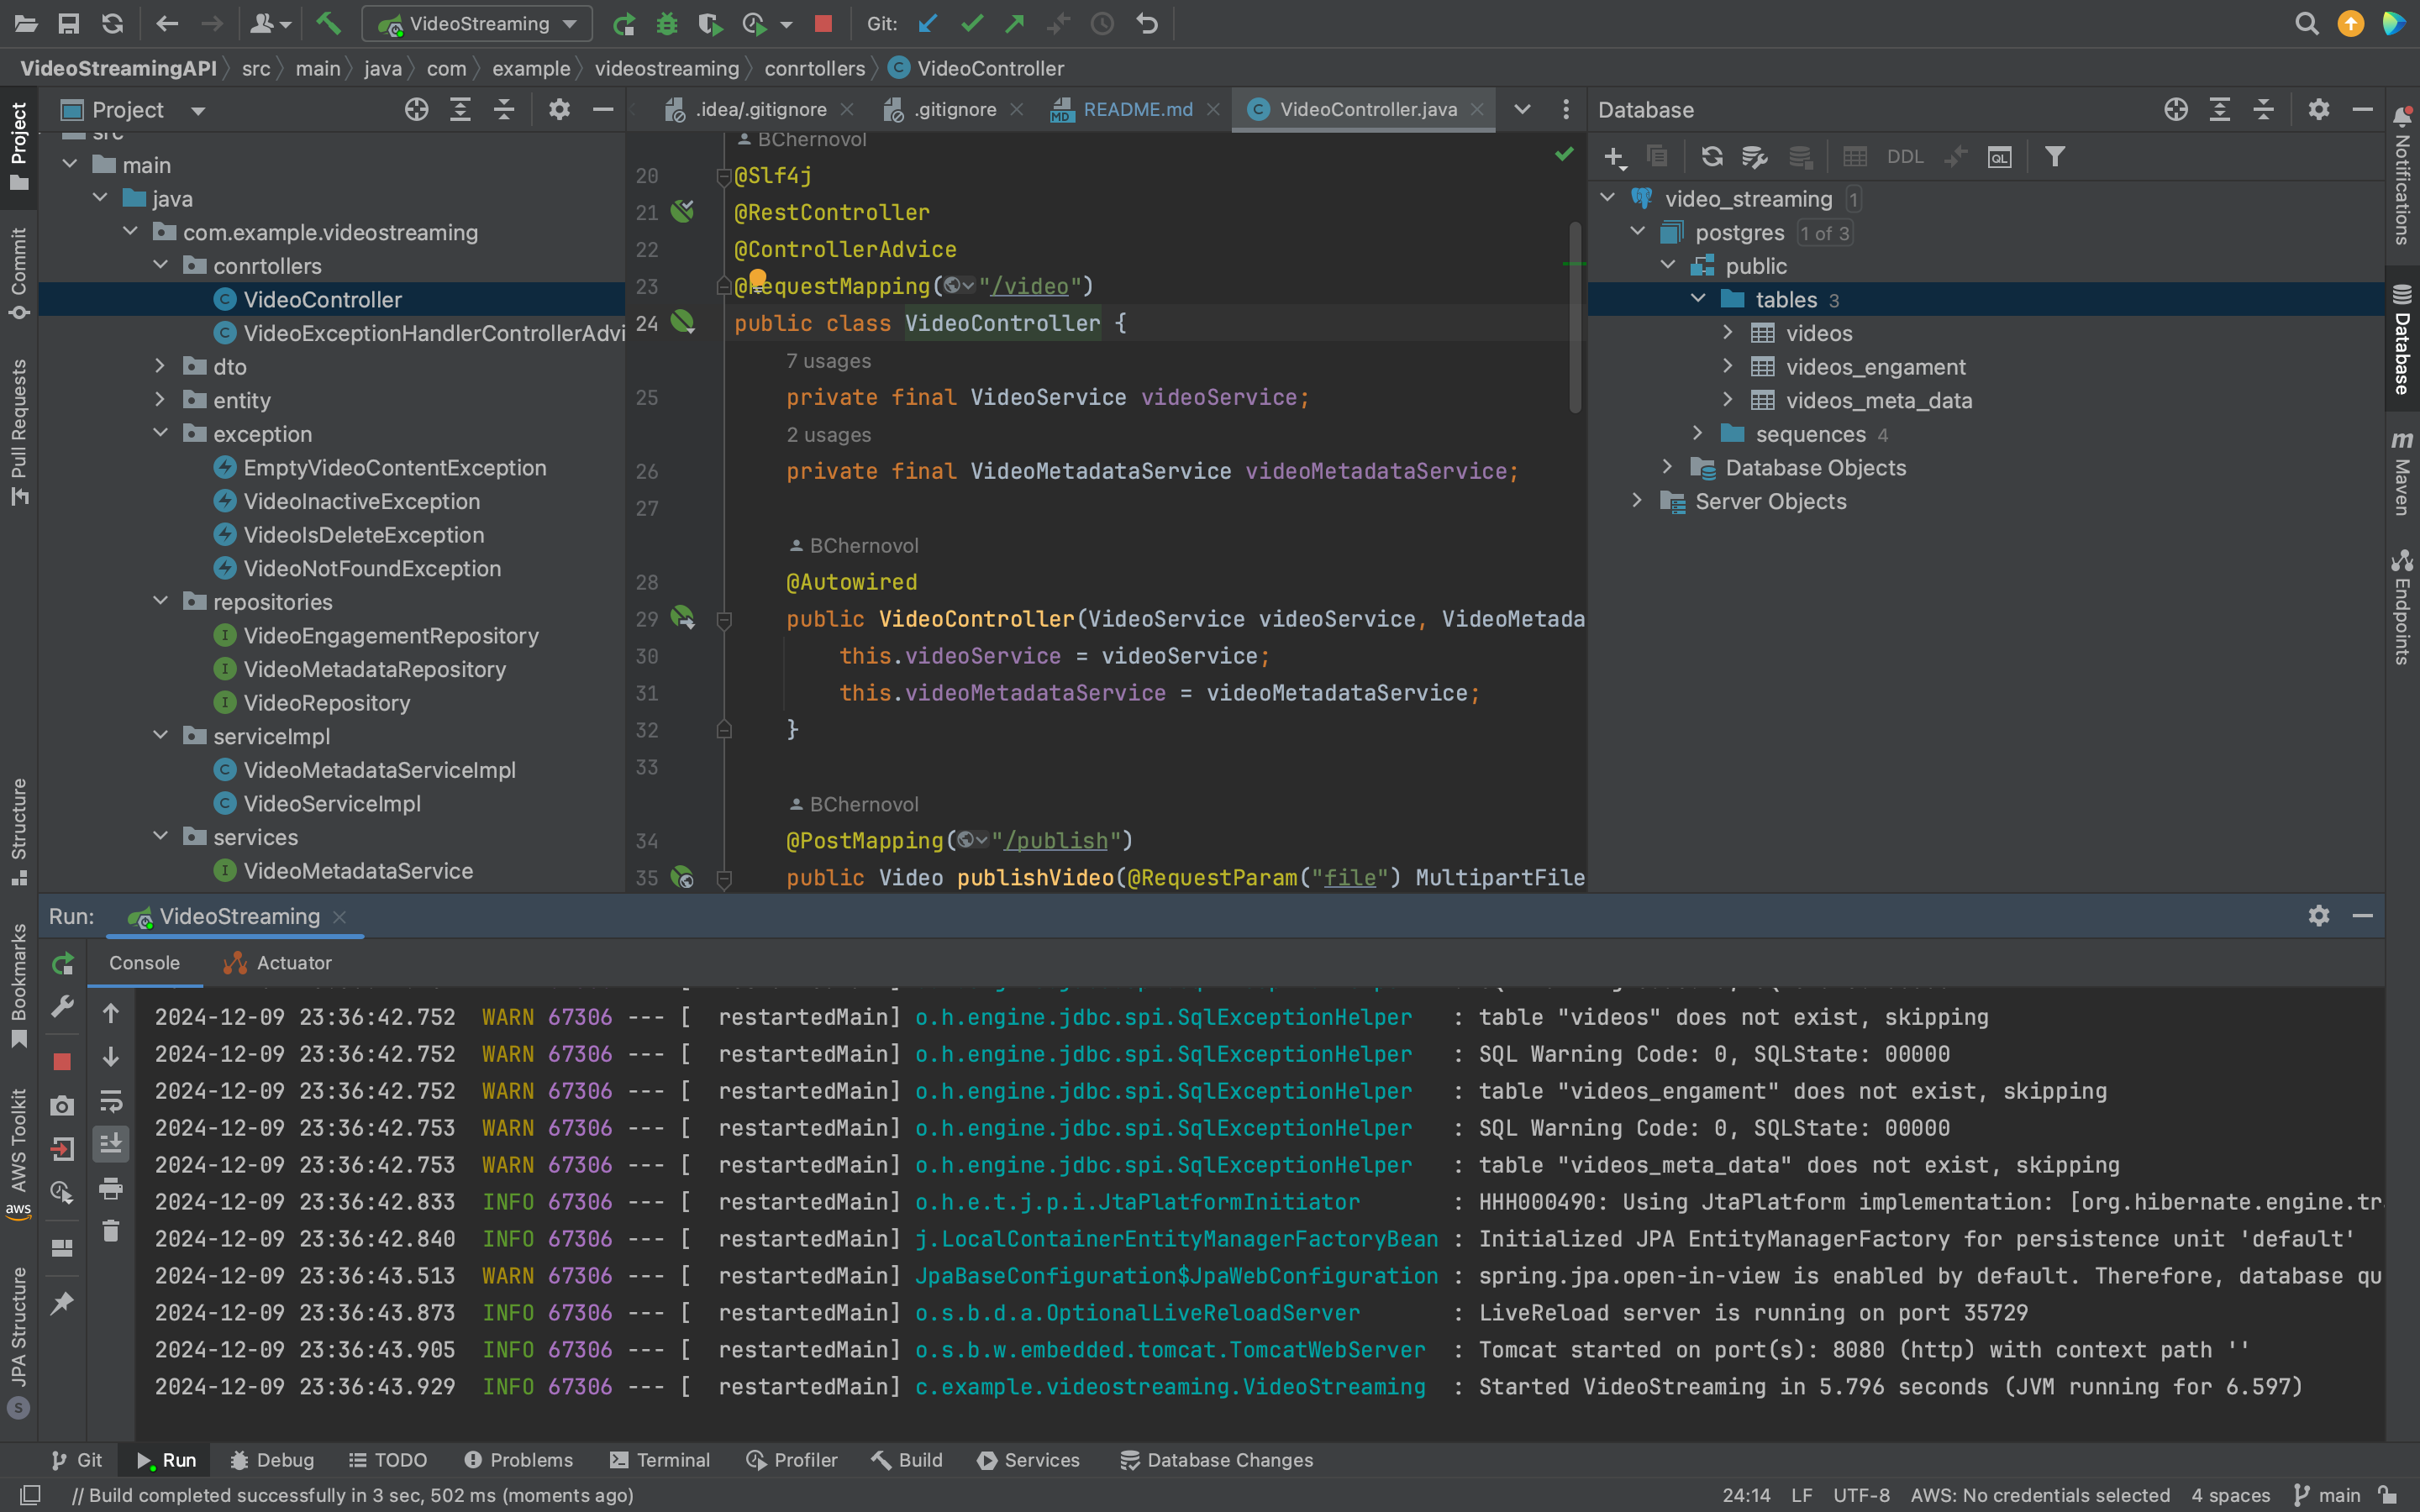 VideoStreaming
Git:
VideoStreamingAPI
src
main
java
com
example
videostreaming
conrtollers
VideoController
Project
Commit
Pull Requests
Structure
Bookmarks
AWS Toolkit
aws
JPA Structure
Project
src
main
java
com.example.videostreaming
conrtollers
VideoController
VideoExceptionHandlerControllerAdvi
dto
entity
exception
EmptyVideoContentException
VideoInactiveException
VideoIsDeleteException
VideoNotFoundException
repositories
VideoEngagementRepository
VideoMetadataRepository
VideoRepository
serviceImpl
VideoMetadataServiceImpl
VideoServiceImpl
services
VideoMetadataService
.idea/.gitignore
.gitignore
README.md
VideoController.java
BChernovol
20 @Slf4j
21 @RestController
22 @ControllerAdvice
23 @RequestMapping("/video")
24 public class VideoController {
7 usages
25 private final VideoService videoService;
2 usages
26 private final VideoMetadataService videoMetadataService;
27
BChernovol
28 @Autowired
29 public VideoController(VideoService videoService, VideoMetada
30 this.videoService = videoService;
31 this.videoMetadataService = videoMetadataService;
32 }
33
BChernovol
34 @PostMapping("/publish")
35 public Video publishVideo(@RequestParam("file") MultipartFile
Database
DDL
QL
video_streaming 1
postgres 1 of 3
public
tables 3
videos
videos_engament
videos_meta_data
sequences 4
Database Objects
Server Objects
Notifications
Database
Maven
Endpoints
Run: VideoStreaming
Console
Actuator
2024-12-09 23:36:42.752 WARN 67306 --- [ restartedMain] o.h.engine.jdbc.spi.SqlExceptionHelper : table "videos" does not exist, skipping
2024-12-09 23:36:42.752 WARN 67306 --- [ restartedMain] o.h.engine.jdbc.spi.SqlExceptionHelper : SQL Warning Code: 0, SQLState: 00000
2024-12-09 23:36:42.752 WARN 67306 --- [ restartedMain] o.h.engine.jdbc.spi.SqlExceptionHelper : table "videos_engament" does not exist, skipping
2024-12-09 23:36:42.753 WARN 67306 --- [ restartedMain] o.h.engine.jdbc.spi.SqlExceptionHelper : SQL Warning Code: 0, SQLState: 00000
2024-12-09 23:36:42.753 WARN 67306 --- [ restartedMain] o.h.engine.jdbc.spi.SqlExceptionHelper : table "videos_meta_data" does not exist, skipping
2024-12-09 23:36:42.833 INFO 67306 --- [ restartedMain] o.h.e.t.j.p.i.JtaPlatformInitiator : HHH000490: Using JtaPlatform implementation: [org.hibernate.engine.tr
2024-12-09 23:36:42.840 INFO 67306 --- [ restartedMain] j.LocalContainerEntityManagerFactoryBean : Initialized JPA EntityManagerFactory for persistence unit 'default'
2024-12-09 23:36:43.513 WARN 67306 --- [ restartedMain] JpaBaseConfiguration$JpaWebConfiguration : spring.jpa.open-in-view is enabled by default. Therefore, database qu
2024-12-09 23:36:43.873 INFO 67306 --- [ restartedMain] o.s.b.d.a.OptionalLiveReloadServer : LiveReload server is running on port 35729
2024-12-09 23:36:43.905 INFO 67306 --- [ restartedMain] o.s.b.w.embedded.tomcat.TomcatWebServer : Tomcat started on port(s): 8080 (http) with context path ''
2024-12-09 23:36:43.929 INFO 67306 --- [ restartedMain] c.example.videostreaming.VideoStreaming : Started VideoStreaming in 5.796 seconds (JVM running for 6.597)
Git
Run
Debug
TODO
Problems
Terminal
Profiler
Build
Services
Database Changes
// Build completed successfully in 3 sec, 502 ms (moments ago)
24:14
LF
UTF-8
AWS: No credentials selected
4 spaces
main